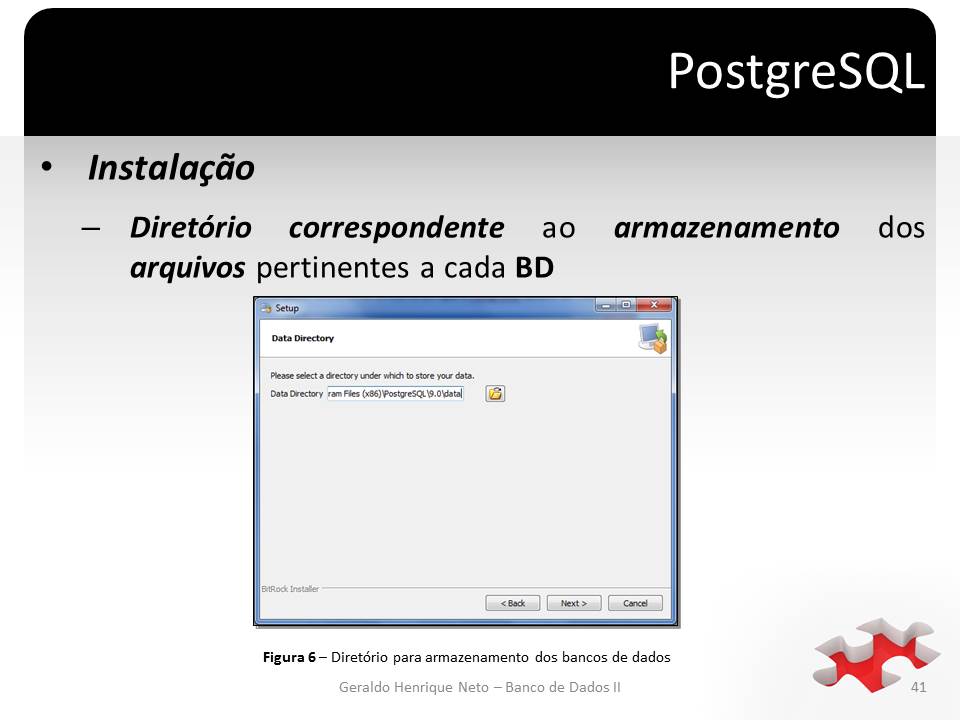 PostgreSQL
• Instalação
– Diretório correspondente ao armazenamento dos
arquivos pertinentes a cada BD
Setup
Data Directory
Please select a directory under which to store your data.
Data Directory ram Files (x86)\PostgreSQL\9.0\data
BitRock Installer
< Back Next > Cancel
Figura 6 – Diretório para armazenamento dos bancos de dados
Geraldo Henrique Neto – Banco de Dados II
41